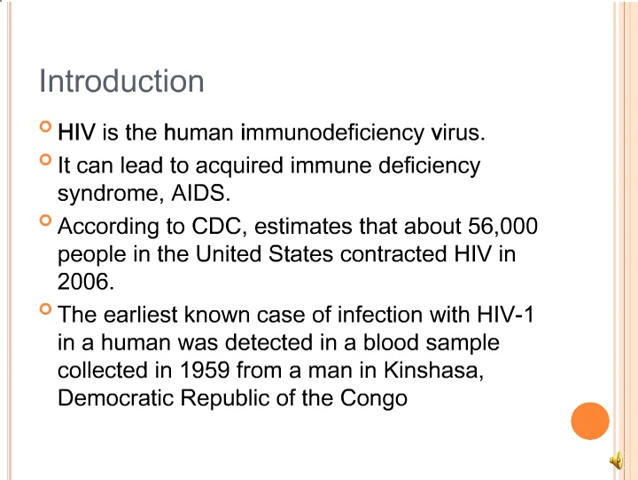 Introduction
HIV is the human immunodeficiency virus.
It can lead to acquired immune deficiency
syndrome, AIDS.
According to CDC, estimates that about 56,000
people in the United States contracted HIV in
2006.
The earliest known case of infection with HIV-1
in a human was detected in a blood sample
collected in 1959 from a man in Kinshasa,
Democratic Republic of the Congo